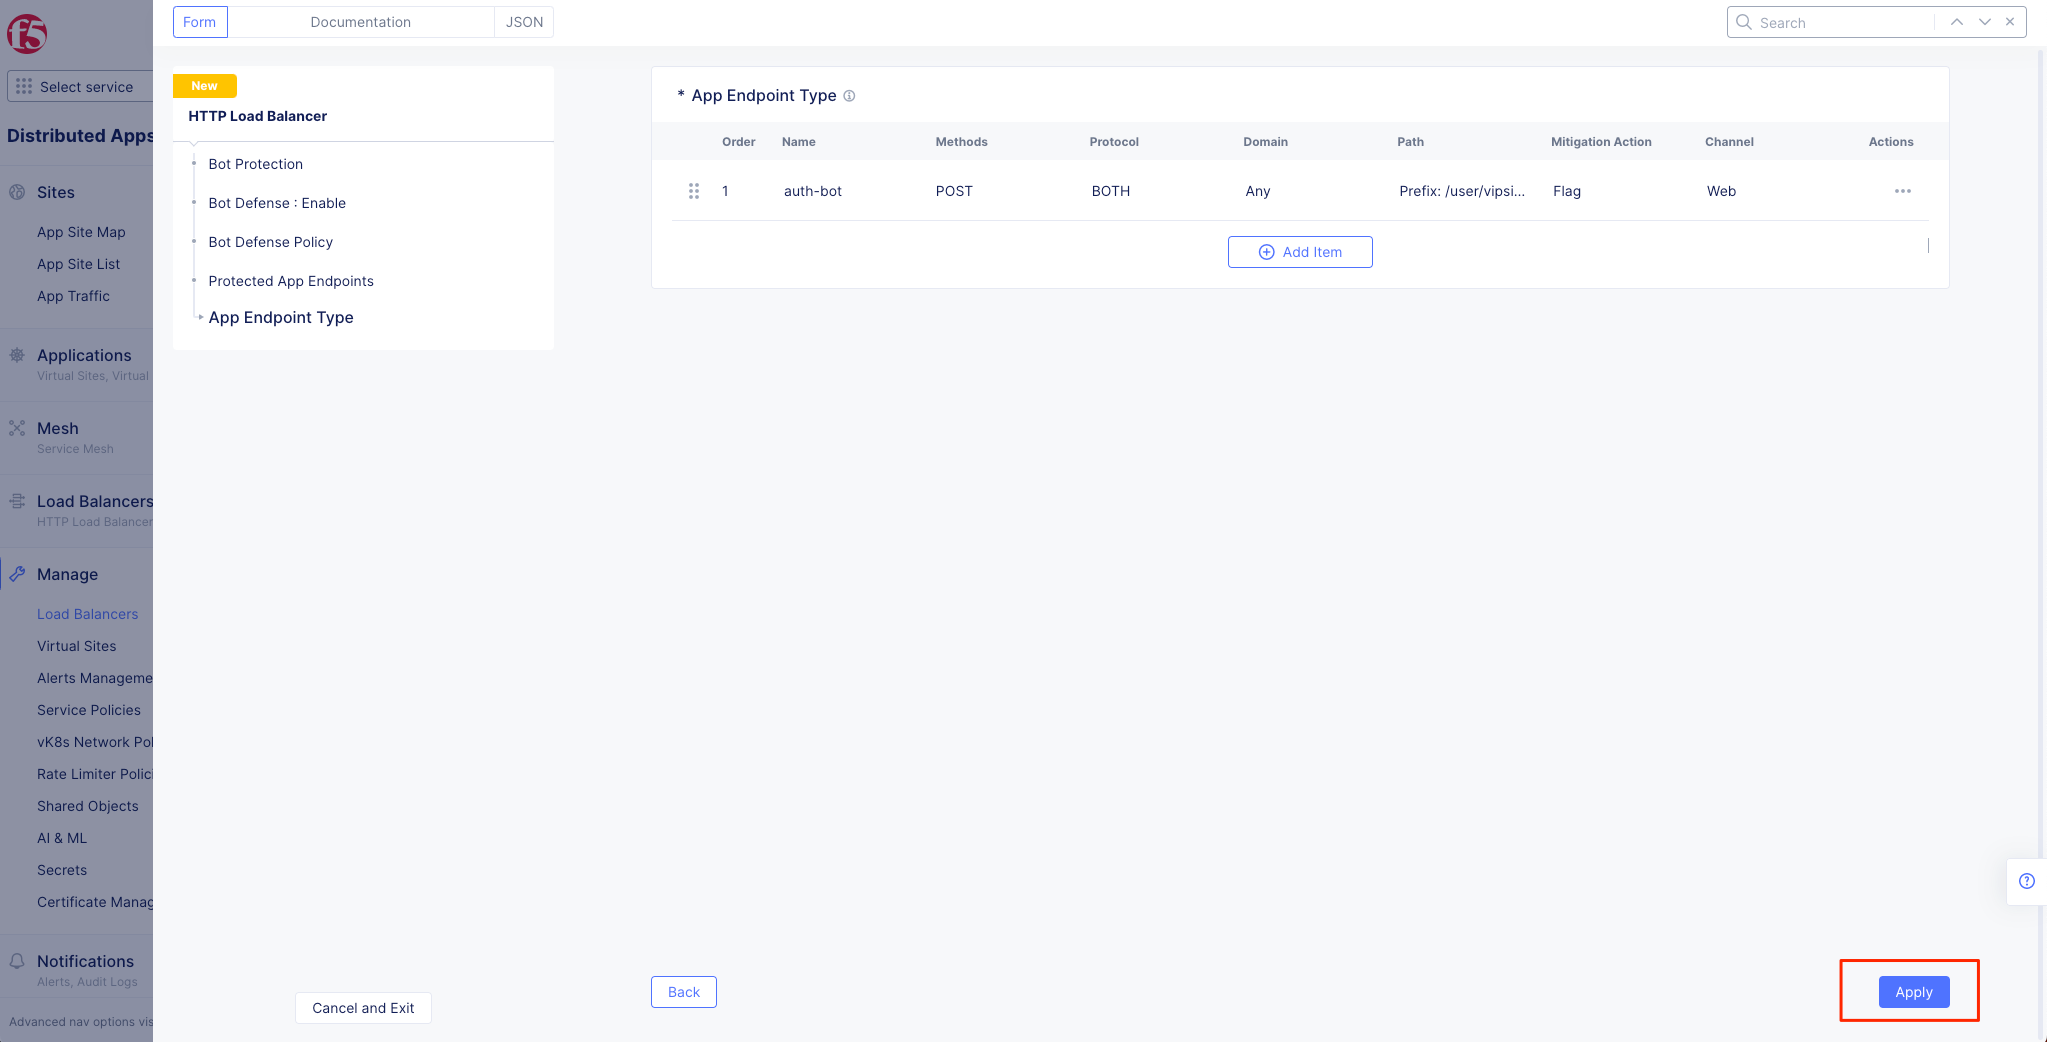 f5
Select service
Distributed Apps
Sites
App Site Map
App Site List
App Traffic
Applications
Virtual Sites, Virtual
Mesh
Service Mesh
Load Balancers
HTTP Load Balancer
Manage
Load Balancers
Virtual Sites
Alerts Manageme
Service Policies
vK8s Network Pol
Rate Limiter Polici
Shared Objects
AI & ML
Secrets
Certificate Manag
Notifications
Alerts, Audit Logs
Advanced nav options vis
Form Documentation JSON
Search
New
HTTP Load Balancer
Bot Protection
Bot Defense : Enable
Bot Defense Policy
Protected App Endpoints
App Endpoint Type
* App Endpoint Type
Order Name Methods Protocol Domain Path Mitigation Action Channel Actions
1 auth-bot POST BOTH Any Prefix: /user/vipsi... Flag Web
Add Item
Cancel and Exit
Back
Apply